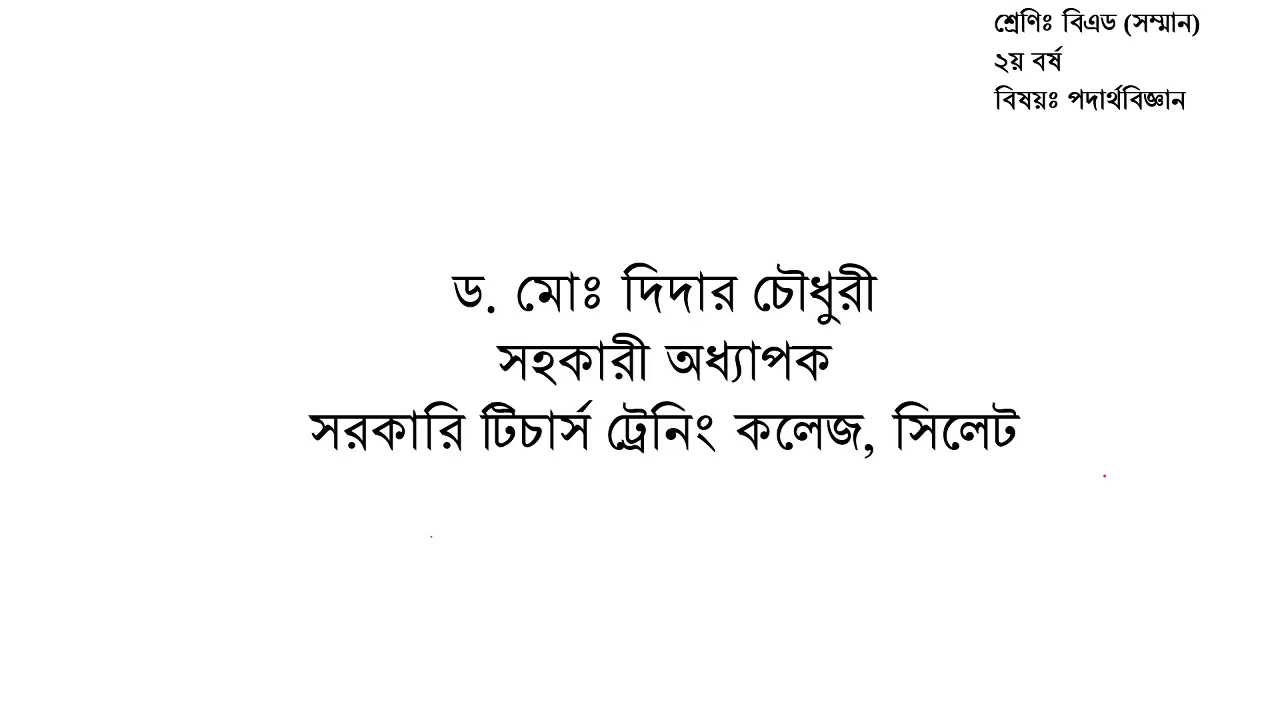 শ্রেণিঃ বিএড (সম্মান)
২য় বর্ষ
বিষয়ঃ পদার্থবিজ্ঞান
ড. মোঃ দিদার চৌধুরী
সহকারী অধ্যাপক
সরকারি টিচার্স ট্রেনিং কলেজ, সিলেট